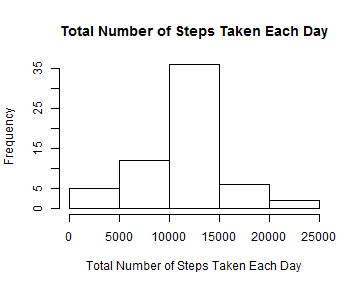 Total Number of Steps Taken Each Day
Frequency
35
25
15
5
0
0 5000 10000 15000 20000 25000
Total Number of Steps Taken Each Day